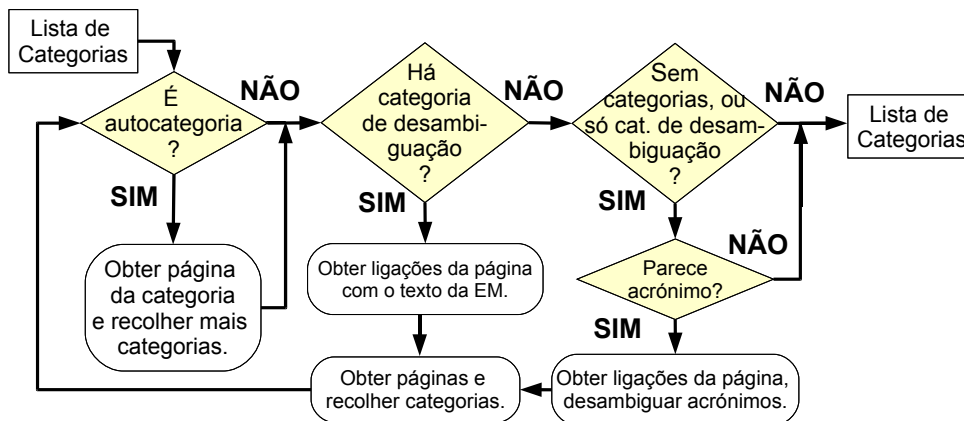 Lista de
Categorias
É
autocategoria
?
NÃO
SIM
Obter página
da categoria
e recolher mais
categorias.
Há
categoria
de desambi-
guação
?
NÃO
SIM
Obter ligações da página
com o texto da EM.
Obter páginas e
recolher categorias.
Sem
categorias, ou
só cat. de desam-
biguação
?
NÃO
SIM
Parece
acrónimo?
NÃO
SIM
Obter ligações da página,
desambiguar acrónimos.
Lista de
Categorias